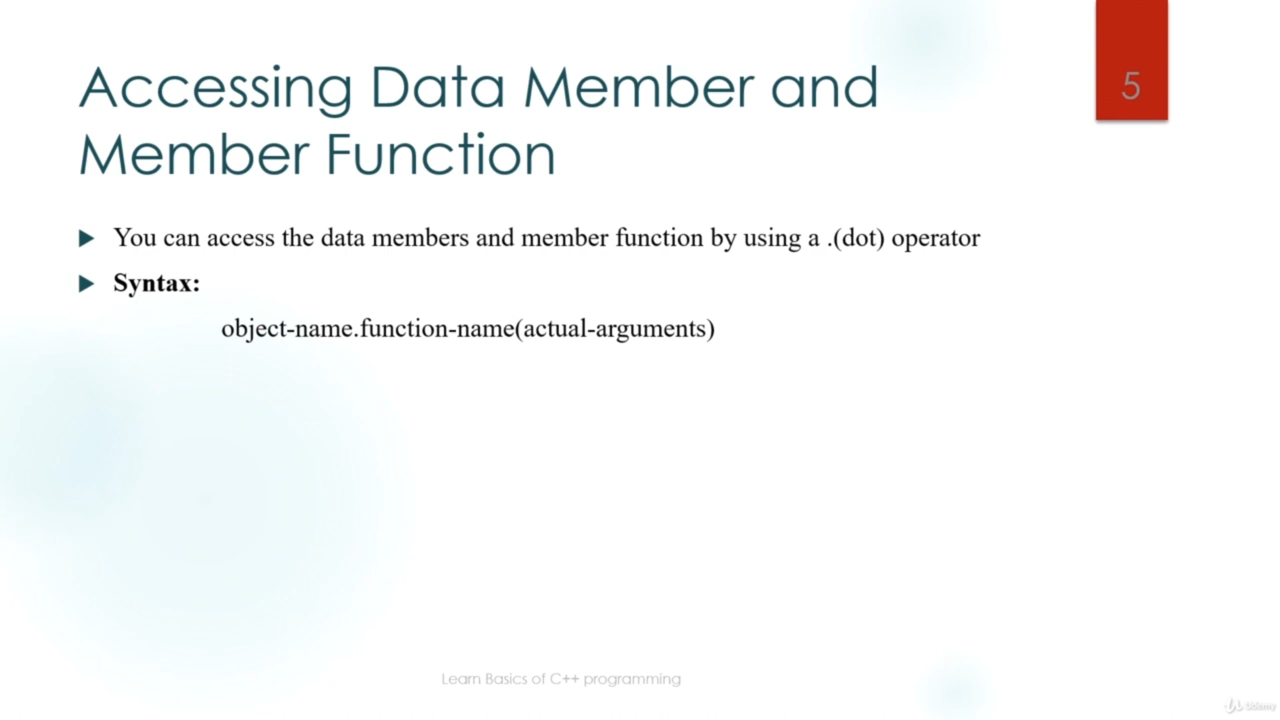 Accessing Data Member and
Member Function
5
You can access the data members and member function by using a .(dot) operator
Syntax:
object-name.function-name(actual-arguments)
Learn Basics of C++ programming
Udemy